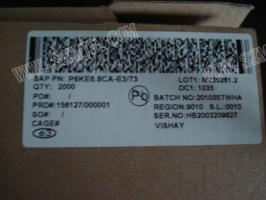 SAP PN: P6KE6.8CA-E3/73
QTY: 2000
PO#: /
PRD#:156127/000001
SO#: /
CAGE#
e3
Pb
DC1: 1035
BATCH NO:201035TWHA
REGION:9010 S.L:0010
SER.NO:HB2003209827
VISHAY